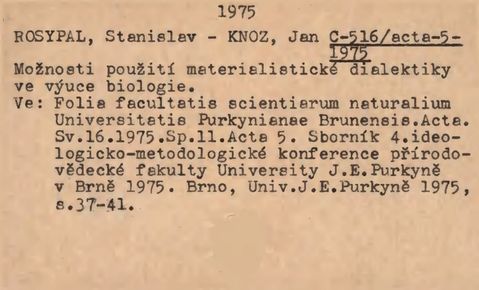 1975
ROSYPAL, Stanislav - KNOZ, Jan C-516/acta-5-
1975
Možnosti použití materialistické dialektiky
ve výuce biologie.
Ve: Folia facultatis scientiarum naturalium
Universitatis Purkynianae Brunensis.Acta.
Sv.16.1975.Sp.11.Acta 5. Sborník 4.ideo-
logicko-metodologické konference přírodo-
vědecké fakulty University J.E.Purkyně
v Brně 1975. Brno, Univ.J.E.Purkyně 1975,
s.37-41.